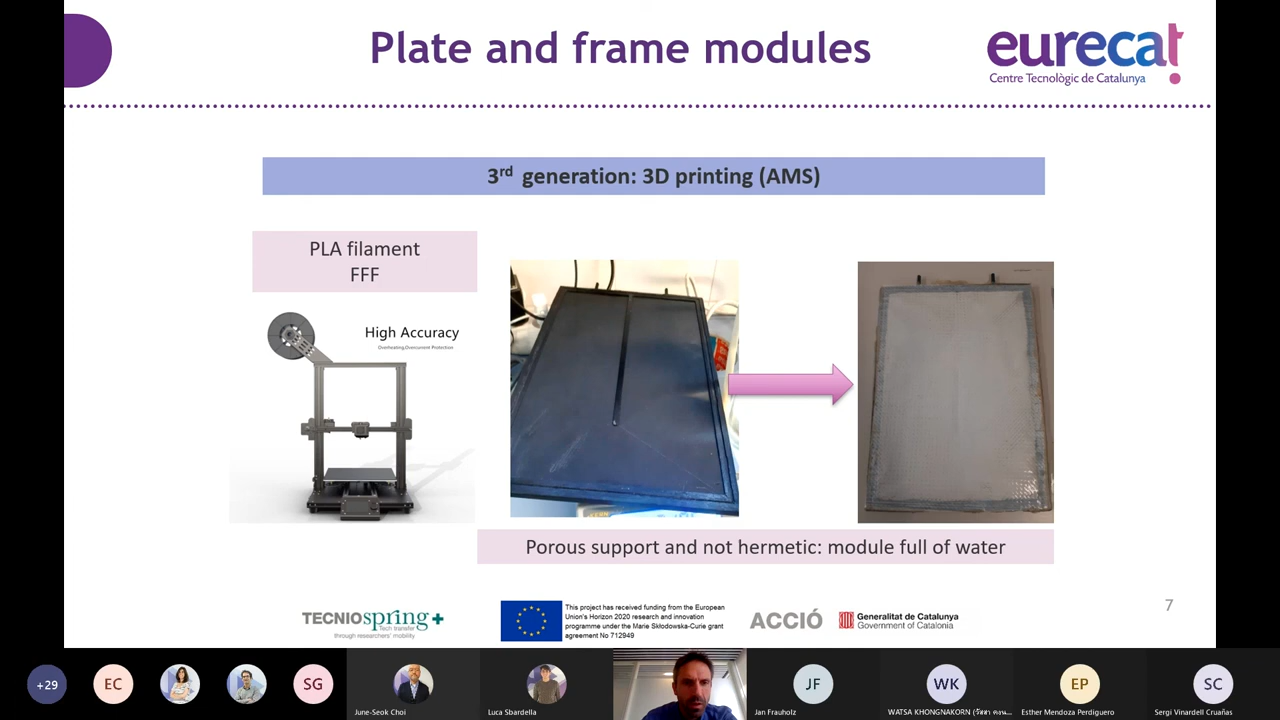 Plate and frame modules
eurecat
Centre Tecnològic de Catalunya
3rd generation: 3D printing (AMS)
PLA filament
FFF
High Accuracy
Overheating,Overcurrent Protection
Porous support and not hermetic: module full of water
7
TECNIOspring+
Tech transfer
through researchers' mobility
This project has received funding from the European
Union's Horizon 2020 research and innovation
programme under the Marie Skłodowska-Curie grant
agreement No 712949
ACCIÓ
Generalitat de Catalunya
Government of Catalonia
+29
EC
SG
JF
WK
EP
SC
June-Seok Choi
Luca Sbardella
Jan Frauholz
WATSA KHONGNAKORN
Esther Mendoza Perdiguero
Sergi Vinardell Cruañas